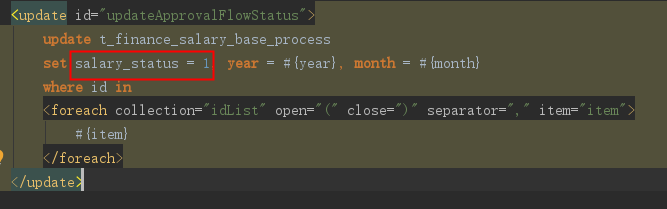 <update id="updateApprovalFlowStatus">
update t_finance_salary_base_process
set salary_status = 1, year = #{year}, month = #{month}
where id in
<foreach collection="idList" open="(" close=")" separator="," item="item">
#{item}
</foreach>
</update>